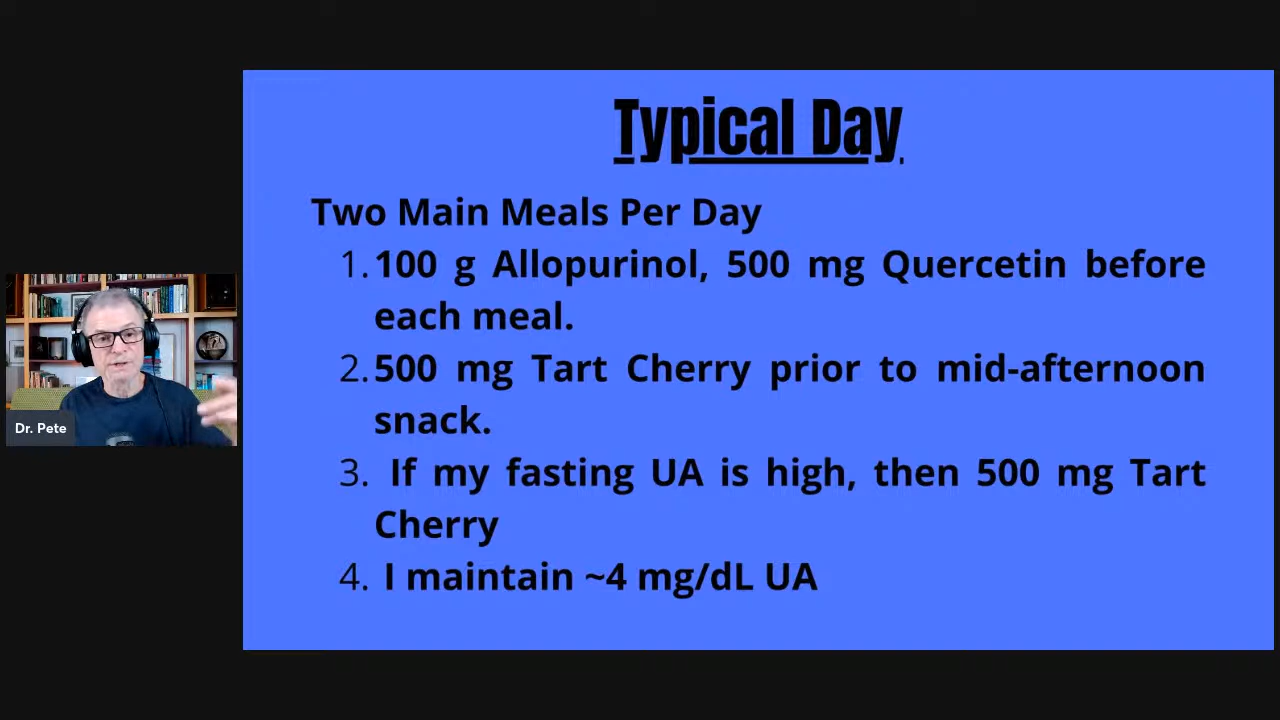 Typical Day
Two Main Meals Per Day
1. 100 g Allopurinol, 500 mg Quercetin before
each meal.
2. 500 mg Tart Cherry prior to mid-afternoon
snack.
3. If my fasting UA is high, then 500 mg Tart
Cherry
4. I maintain ~4 mg/dL UA
Dr. Pete